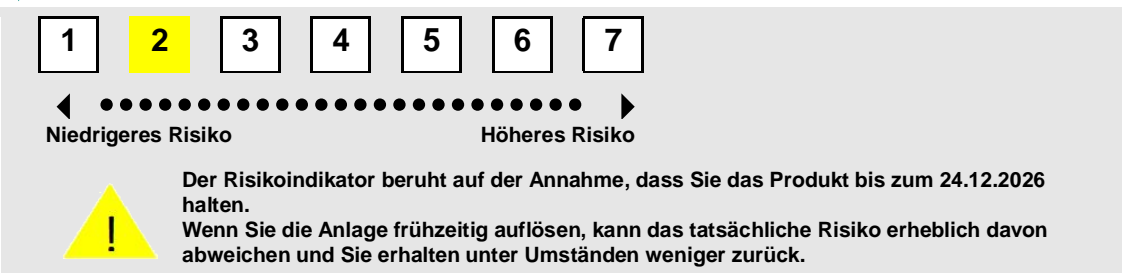 1 2 3 4 5 6 7
Niedrigeres Risiko Höheres Risiko
Der Risikoindikator beruht auf der Annahme, dass Sie das Produkt bis zum 24.12.2026
halten.
Wenn Sie die Anlage frühzeitig auflösen, kann das tatsächliche Risiko erheblich davon
abweichen und Sie erhalten unter Umständen weniger zurück.
!